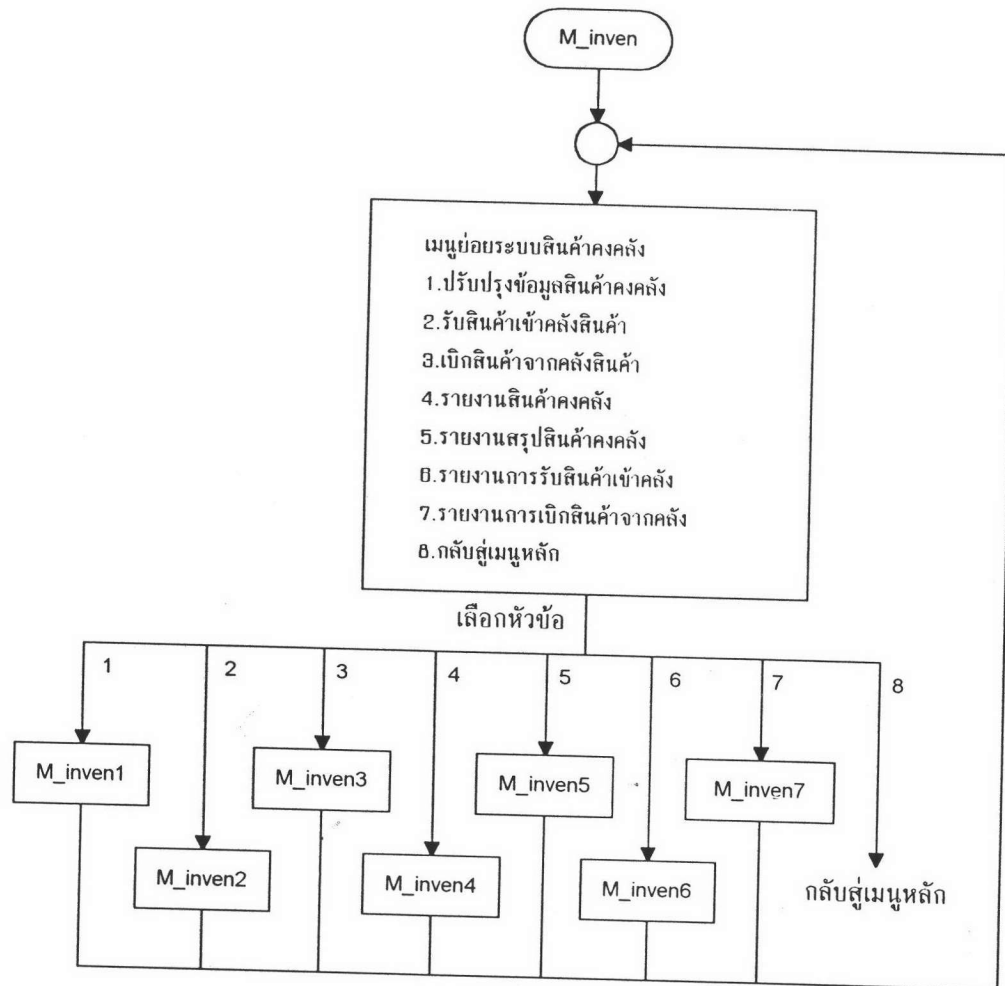 M_inven
เมนูย่อยระบบสินค้าคงคลัง
1.ปรับปรุงข้อมูลสินค้าคงคลัง
2.รับสินค้าเข้าคลังสินค้า
3.เบิกสินค้าจากคลังสินค้า
4.รายงานสินค้าคงคลัง
5.รายงานสรุปสินค้าคงคลัง
6.รายงานการรับสินค้าเข้าคลัง
7.รายงานการเบิกสินค้าจากคลัง
8.กลับสู่เมนูหลัก
เลือกหัวข้อ
1 2 3 4 5 6 7 8
M_inven1 M_inven3 M_inven5 M_inven7
M_inven2 M_inven4 M_inven6 กลับสู่เมนูหลัก